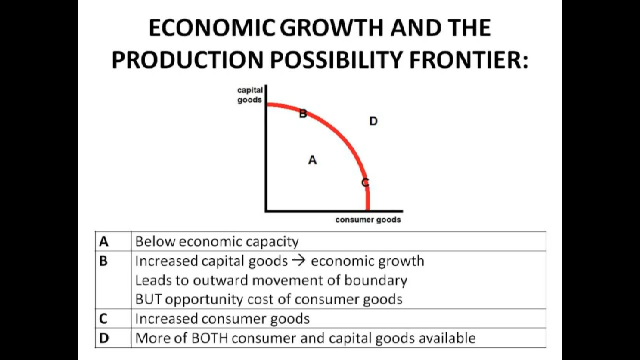 ECONOMIC GROWTH AND THE
PRODUCTION POSSIBILITY FRONTIER:
capital
goods
B
D
A
C
consumer goods
A Below economic capacity
B Increased capital goods → economic growth
Leads to outward movement of boundary
BUT opportunity cost of consumer goods
C Increased consumer goods
D More of BOTH consumer and capital goods available